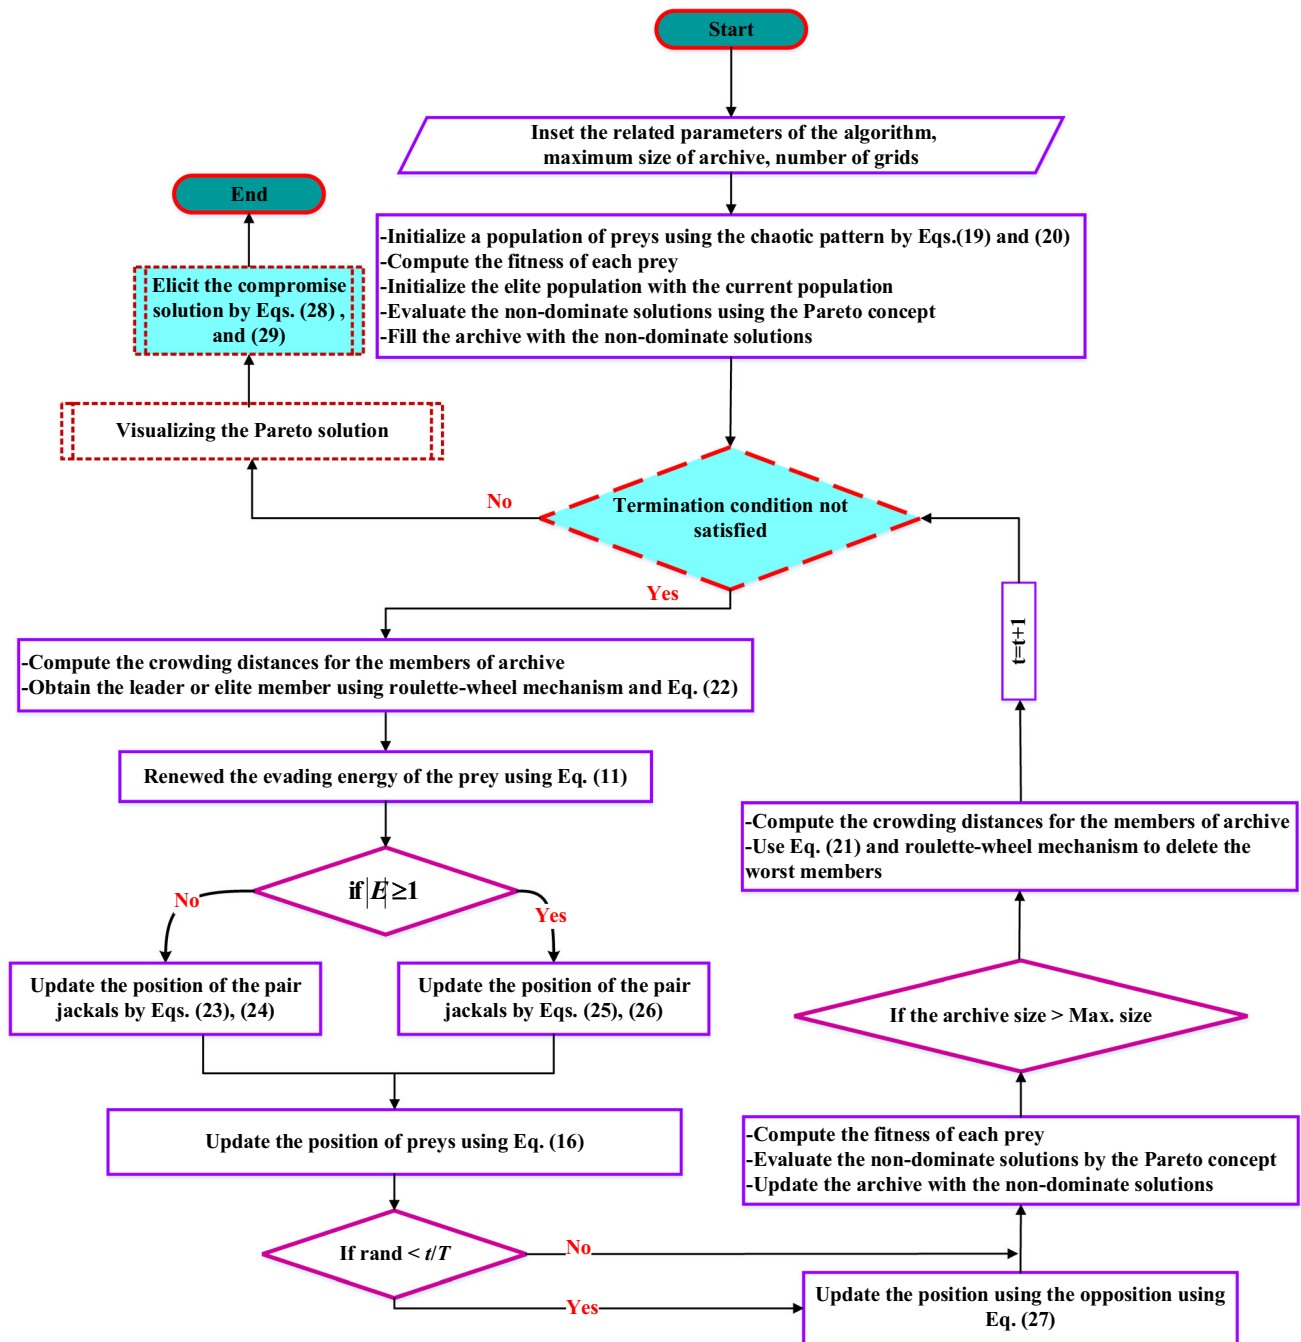 Start
Inset the related parameters of the algorithm,
maximum size of archive, number of grids
End
-Initialize a population of preys using the chaotic pattern by Eqs.(19) and (20)
-Compute the fitness of each prey
-Initialize the elite population with the current population
-Evaluate the non-dominate solutions using the Pareto concept
-Fill the archive with the non-dominate solutions
Elicit the compromise
solution by Eqs. (28) ,
and (29)
Visualizing the Pareto solution
No
Termination condition not
satisfied
Yes
-Compute the crowding distances for the members of archive
-Obtain the leader or elite member using roulette-wheel mechanism and Eq. (22)
t=t+1
Renewed the evading energy of the prey using Eq. (11)
-Compute the crowding distances for the members of archive
-Use Eq. (21) and roulette-wheel mechanism to delete the
worst members
if |E| ≥1
No
Yes
Update the position of the pair
jackals by Eqs. (23), (24)
Update the position of the pair
jackals by Eqs. (25), (26)
If the archive size > Max. size
Update the position of preys using Eq. (16)
-Compute the fitness of each prey
-Evaluate the non-dominate solutions by the Pareto concept
-Update the archive with the non-dominate solutions
If rand < t/T
No
Yes
Update the position using the opposition using
Eq. (27)